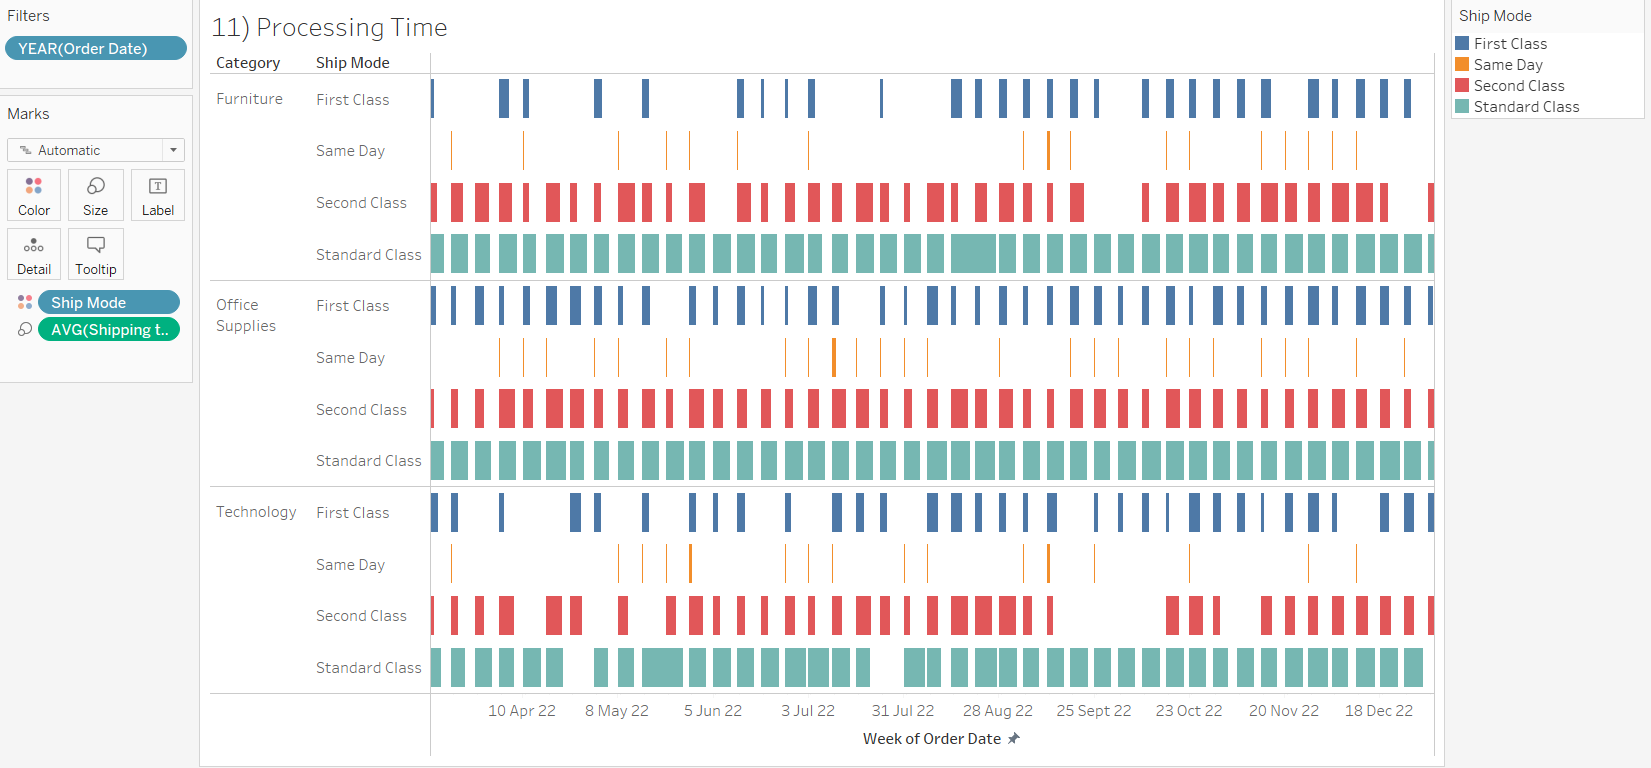 Filters
YEAR(Order Date)
Marks
Automatic
Color
Size
Label
Detail
Tooltip
Ship Mode
AVG(Shipping t..
11) Processing Time
Category Ship Mode
Furniture First Class
Same Day
Second Class
Standard Class
Office Supplies First Class
Same Day
Second Class
Standard Class
Technology First Class
Same Day
Second Class
Standard Class
10 Apr 22 8 May 22 5 Jun 22 3 Jul 22 31 Jul 22 28 Aug 22 25 Sept 22 23 Oct 22 20 Nov 22 18 Dec 22
Week of Order Date
Ship Mode
First Class
Same Day
Second Class
Standard Class